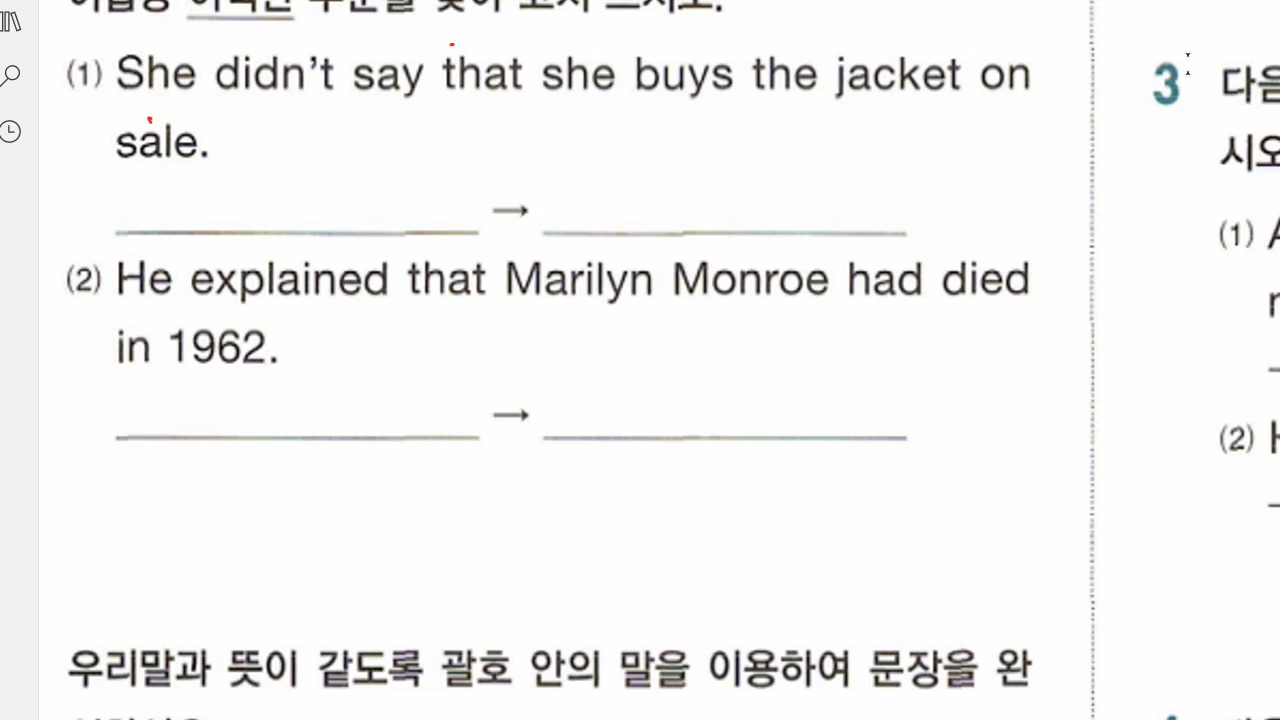 (1) She didn't say that she buys the jacket on
sale.
→
(2) He explained that Marilyn Monroe had died
in 1962.
→
우리말과 뜻이 같도록 괄호 안의 말을 이용하여 문장을 완
3 다음
시오
(1) A
(2) H